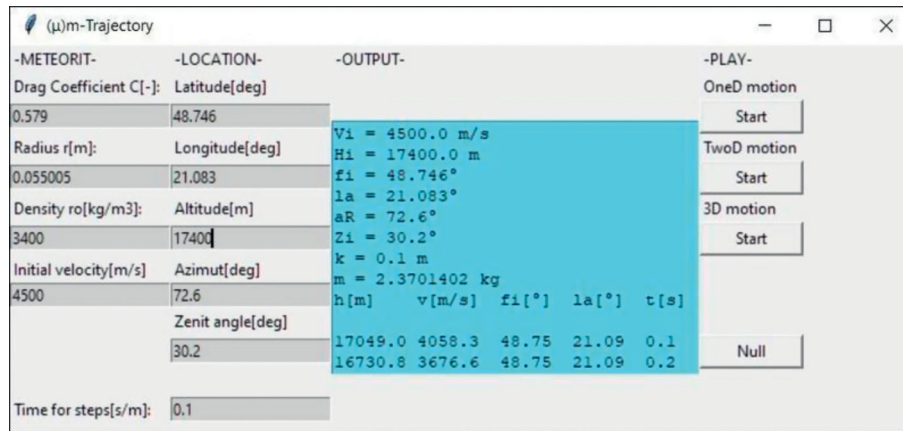 (μ)m-Trajectory
-METEORIT- -LOCATION- -OUTPUT- -PLAY-
Drag Coefficient C[-]: Latitude[deg] OneD motion
0.579 48.746 Start
Vi = 4500.0 m/s
Radius r[m]: Longitude[deg] Hi = 17400.0 m TwoD motion
0.055005 21.083 fi = 48.746° Start
la = 21.083°
Density ro[kg/m3]: Altitude[m] aR = 72.6° 3D motion
3400 17400 Zi = 30.2° Start
k = 0.1 m
Initial velocity[m/s] Azimut[deg] m = 2.3701402 kg
4500 72.6 h[m] v[m/s] fi[°] la[°] t[s]
Zenit angle[deg]
30.2 17049.0 4058.3 48.75 21.09 0.1 Null
16730.8 3676.6 48.75 21.09 0.2
Time for steps[s/m]: 0.1